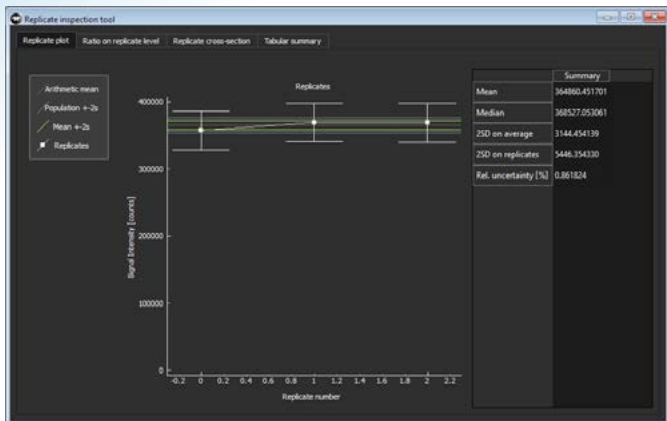 Replicate inspection tool
Replicate plot
Ratio on replicate level
Replicate cross-section
Tabular summary
Arithmetic mean
Population +-2s
Mean +-2s
Replicates
Replicates
Signal Intensity [counts]
400000
300000
200000
100000
0
-0.2 0 0.2 0.4 0.6 0.8 1 1.2 1.4 1.6 1.8 2 2.2
Replicate number
Summary
Mean 364860.451701
Median 368527.053061
2SD on average 3144.454139
2SD on replicates 5446.354330
Rel. uncertainty [%] 0.861824